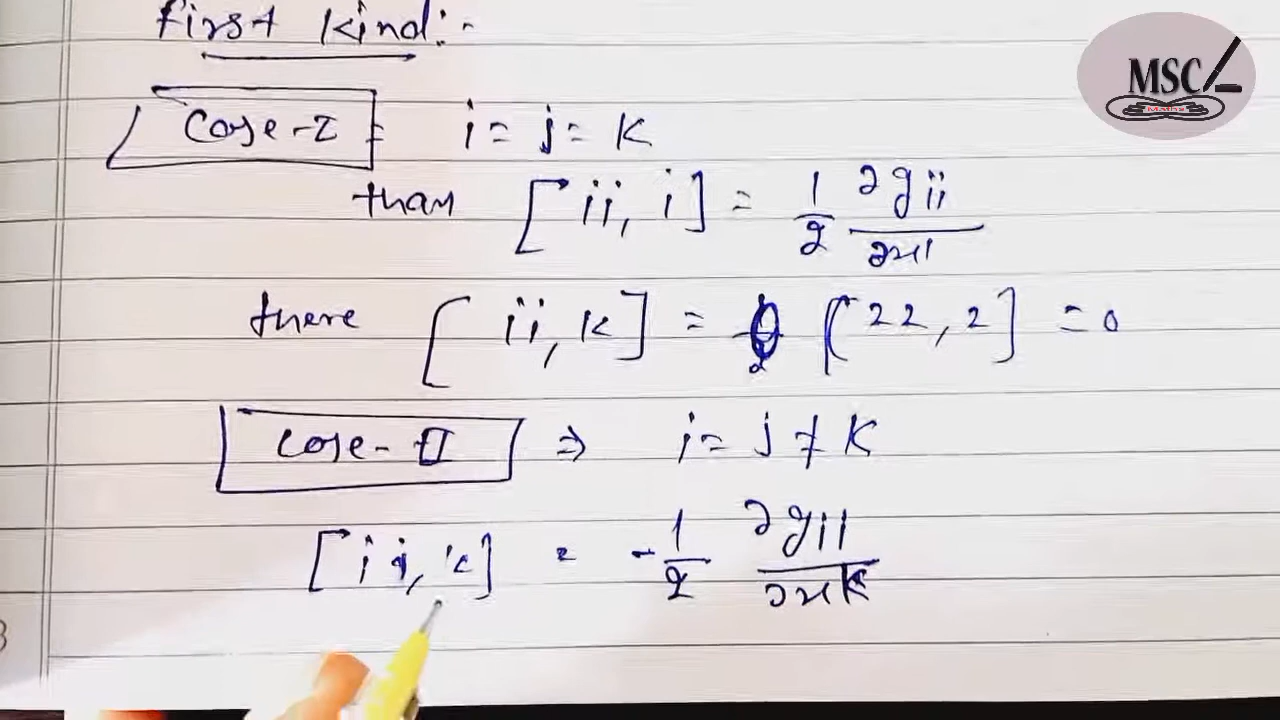 first kind:-
MSC
Maths
Case-I = i = j = k
than [ii, i] = 1/2 ∂gii/∂xi
there [ii, k] = [22, 2] = 0
Case-II ⇒ i = j ≠ k
[ii, k] = -1/2 ∂gii/∂xk